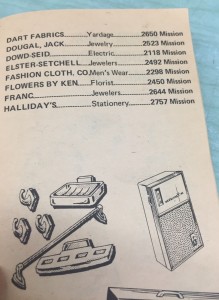 DART FABRICS..........Yardage..........2650 Mission
DOUGAL, JACK..........Jewelry..........2523 Mission
DOWD-SEID..........Electric..........2118 Mission
ELSTER-SETCHELL..........Jewelers..........2492 Mission
FASHION CLOTH. CO.Men's Wear..........2298 Mission
FLOWERS BY KEN..........Florist..........2450 Mission
FRANC..........Jewelers..........2644 Mission
HALLIDAY'S..........Stationery..........2757 Mission